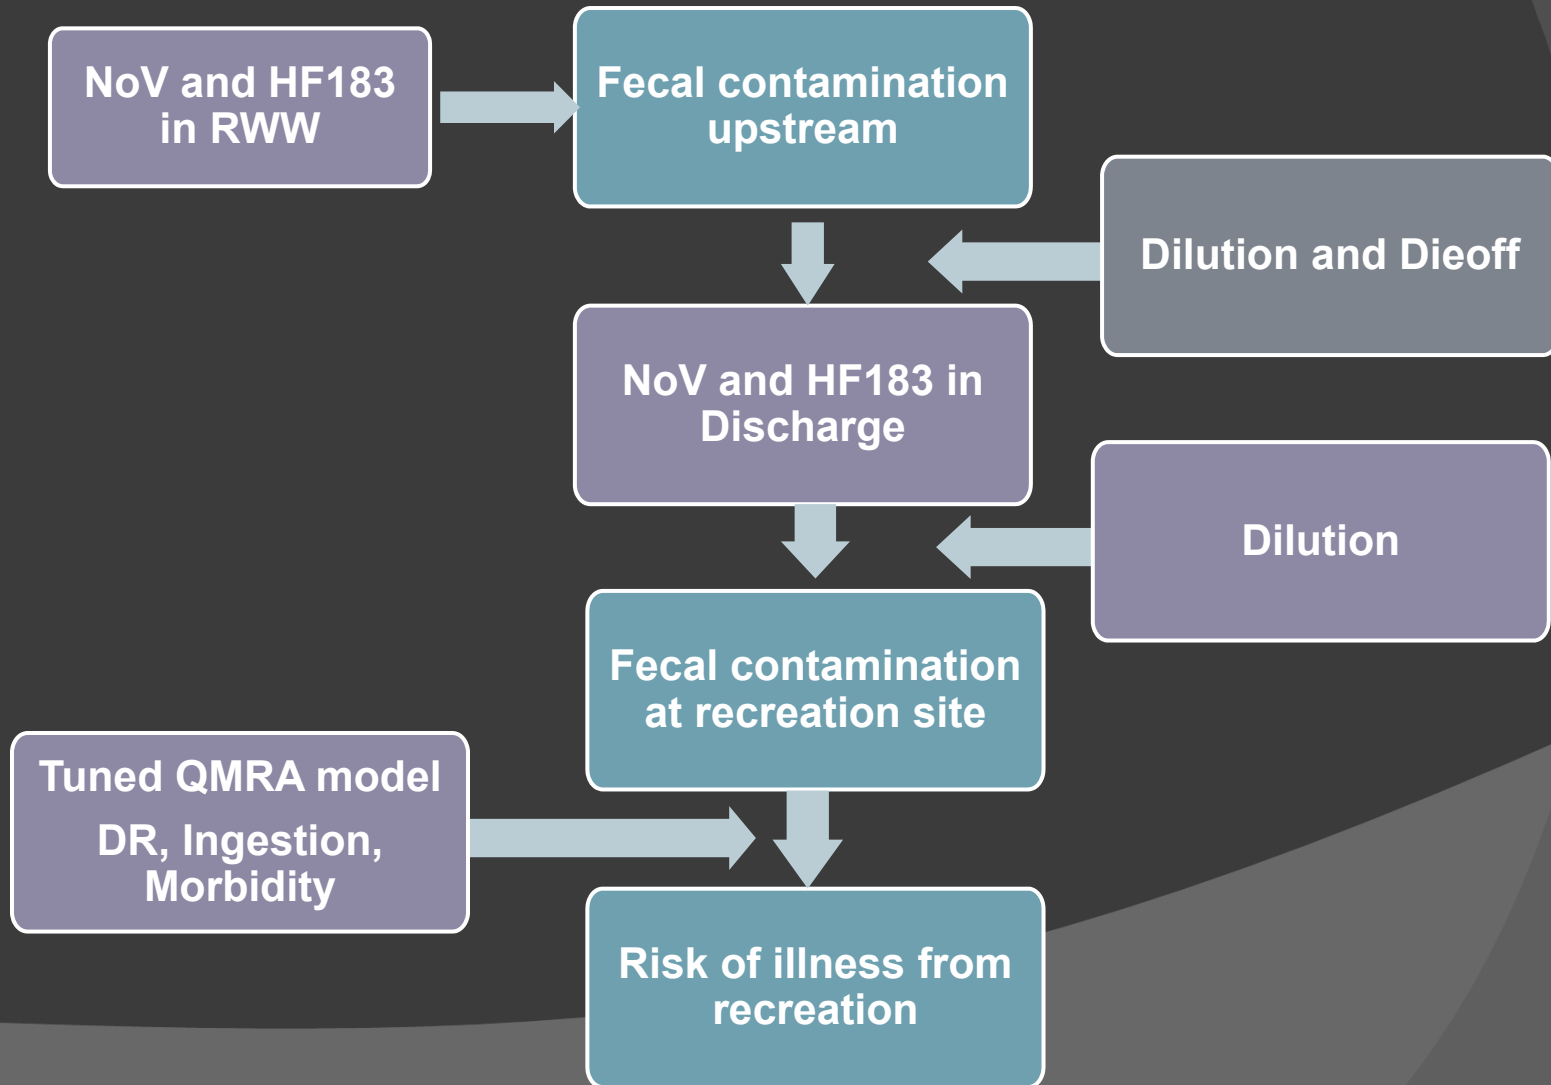 NoV and HF183
in RWW
Fecal contamination
upstream
Dilution and Dieoff
NoV and HF183 in
Discharge
Dilution
Fecal contamination
at recreation site
Tuned QMRA model
DR, Ingestion,
Morbidity
Risk of illness from
recreation